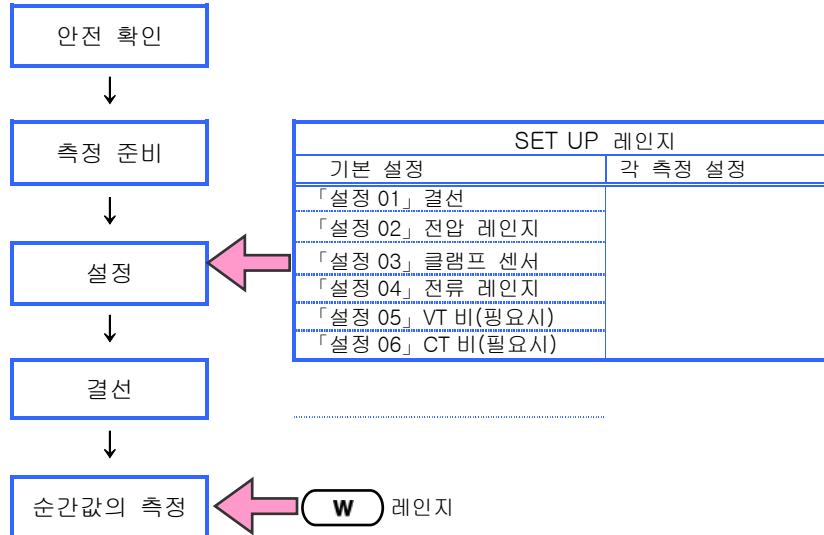 안전 확인
↓
측정 준비
↓
설정
↓
결선
↓
순간값의 측정
SET UP 레인지
기본 설정 각 측정 설정
「설정 01」결선
「설정 02」전압 레인지
「설정 03」클램프 센서
「설정 04」전류 레인지
「설정 05」VT 비(핑요시)
「설정 06」CT 비(필요시)
W 레인지